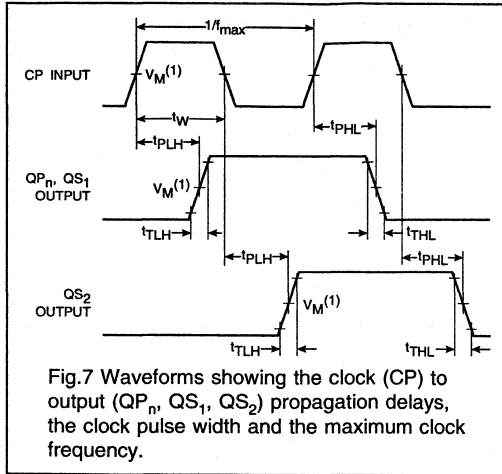 1/fmax
CP INPUT
VM(1)
tW
tPLH
tPHL
QPn, QS1
OUTPUT
VM(1)
tTLH
tTHL
tPLH
tPHL
QS2
OUTPUT
VM(1)
tTLH
tTHL
Fig.7 Waveforms showing the clock (CP) to
output (QPn, QS1, QS2) propagation delays,
the clock pulse width and the maximum clock
frequency.